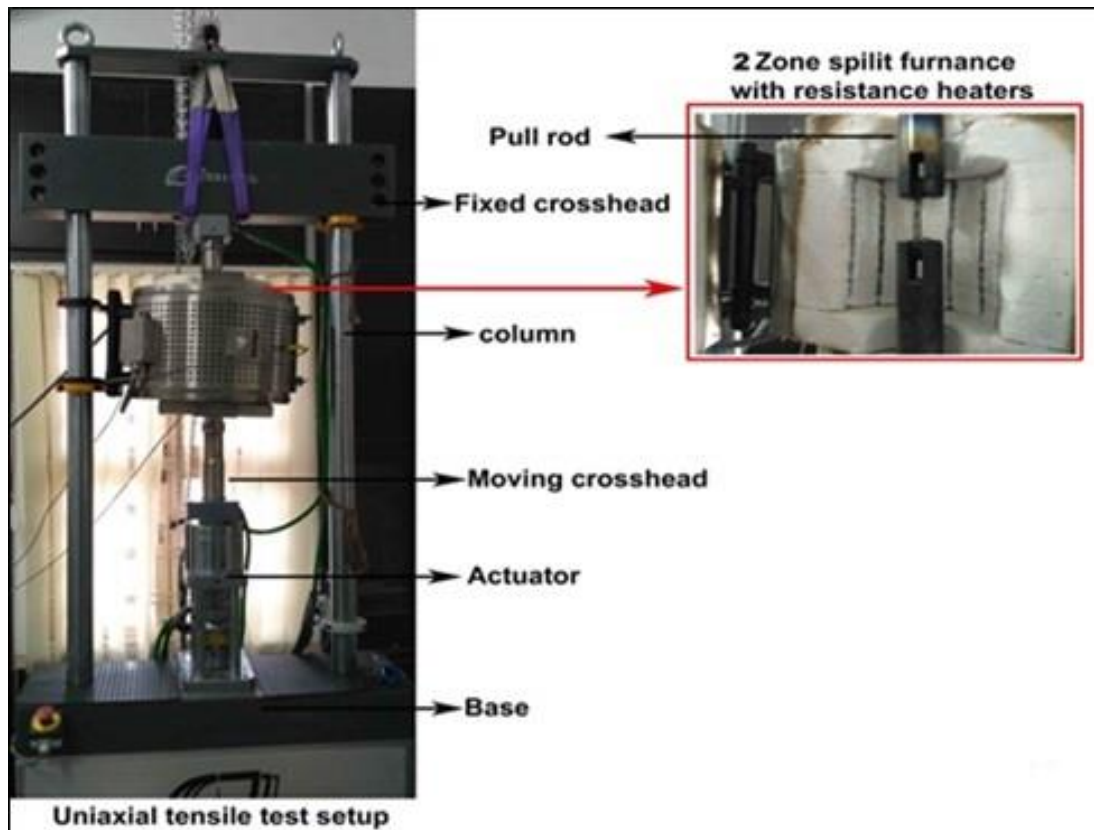 2 Zone spilit furnance
with resistance heaters
Pull rod
Fixed crosshead
column
Moving crosshead
Actuator
Base
Uniaxial tensile test setup